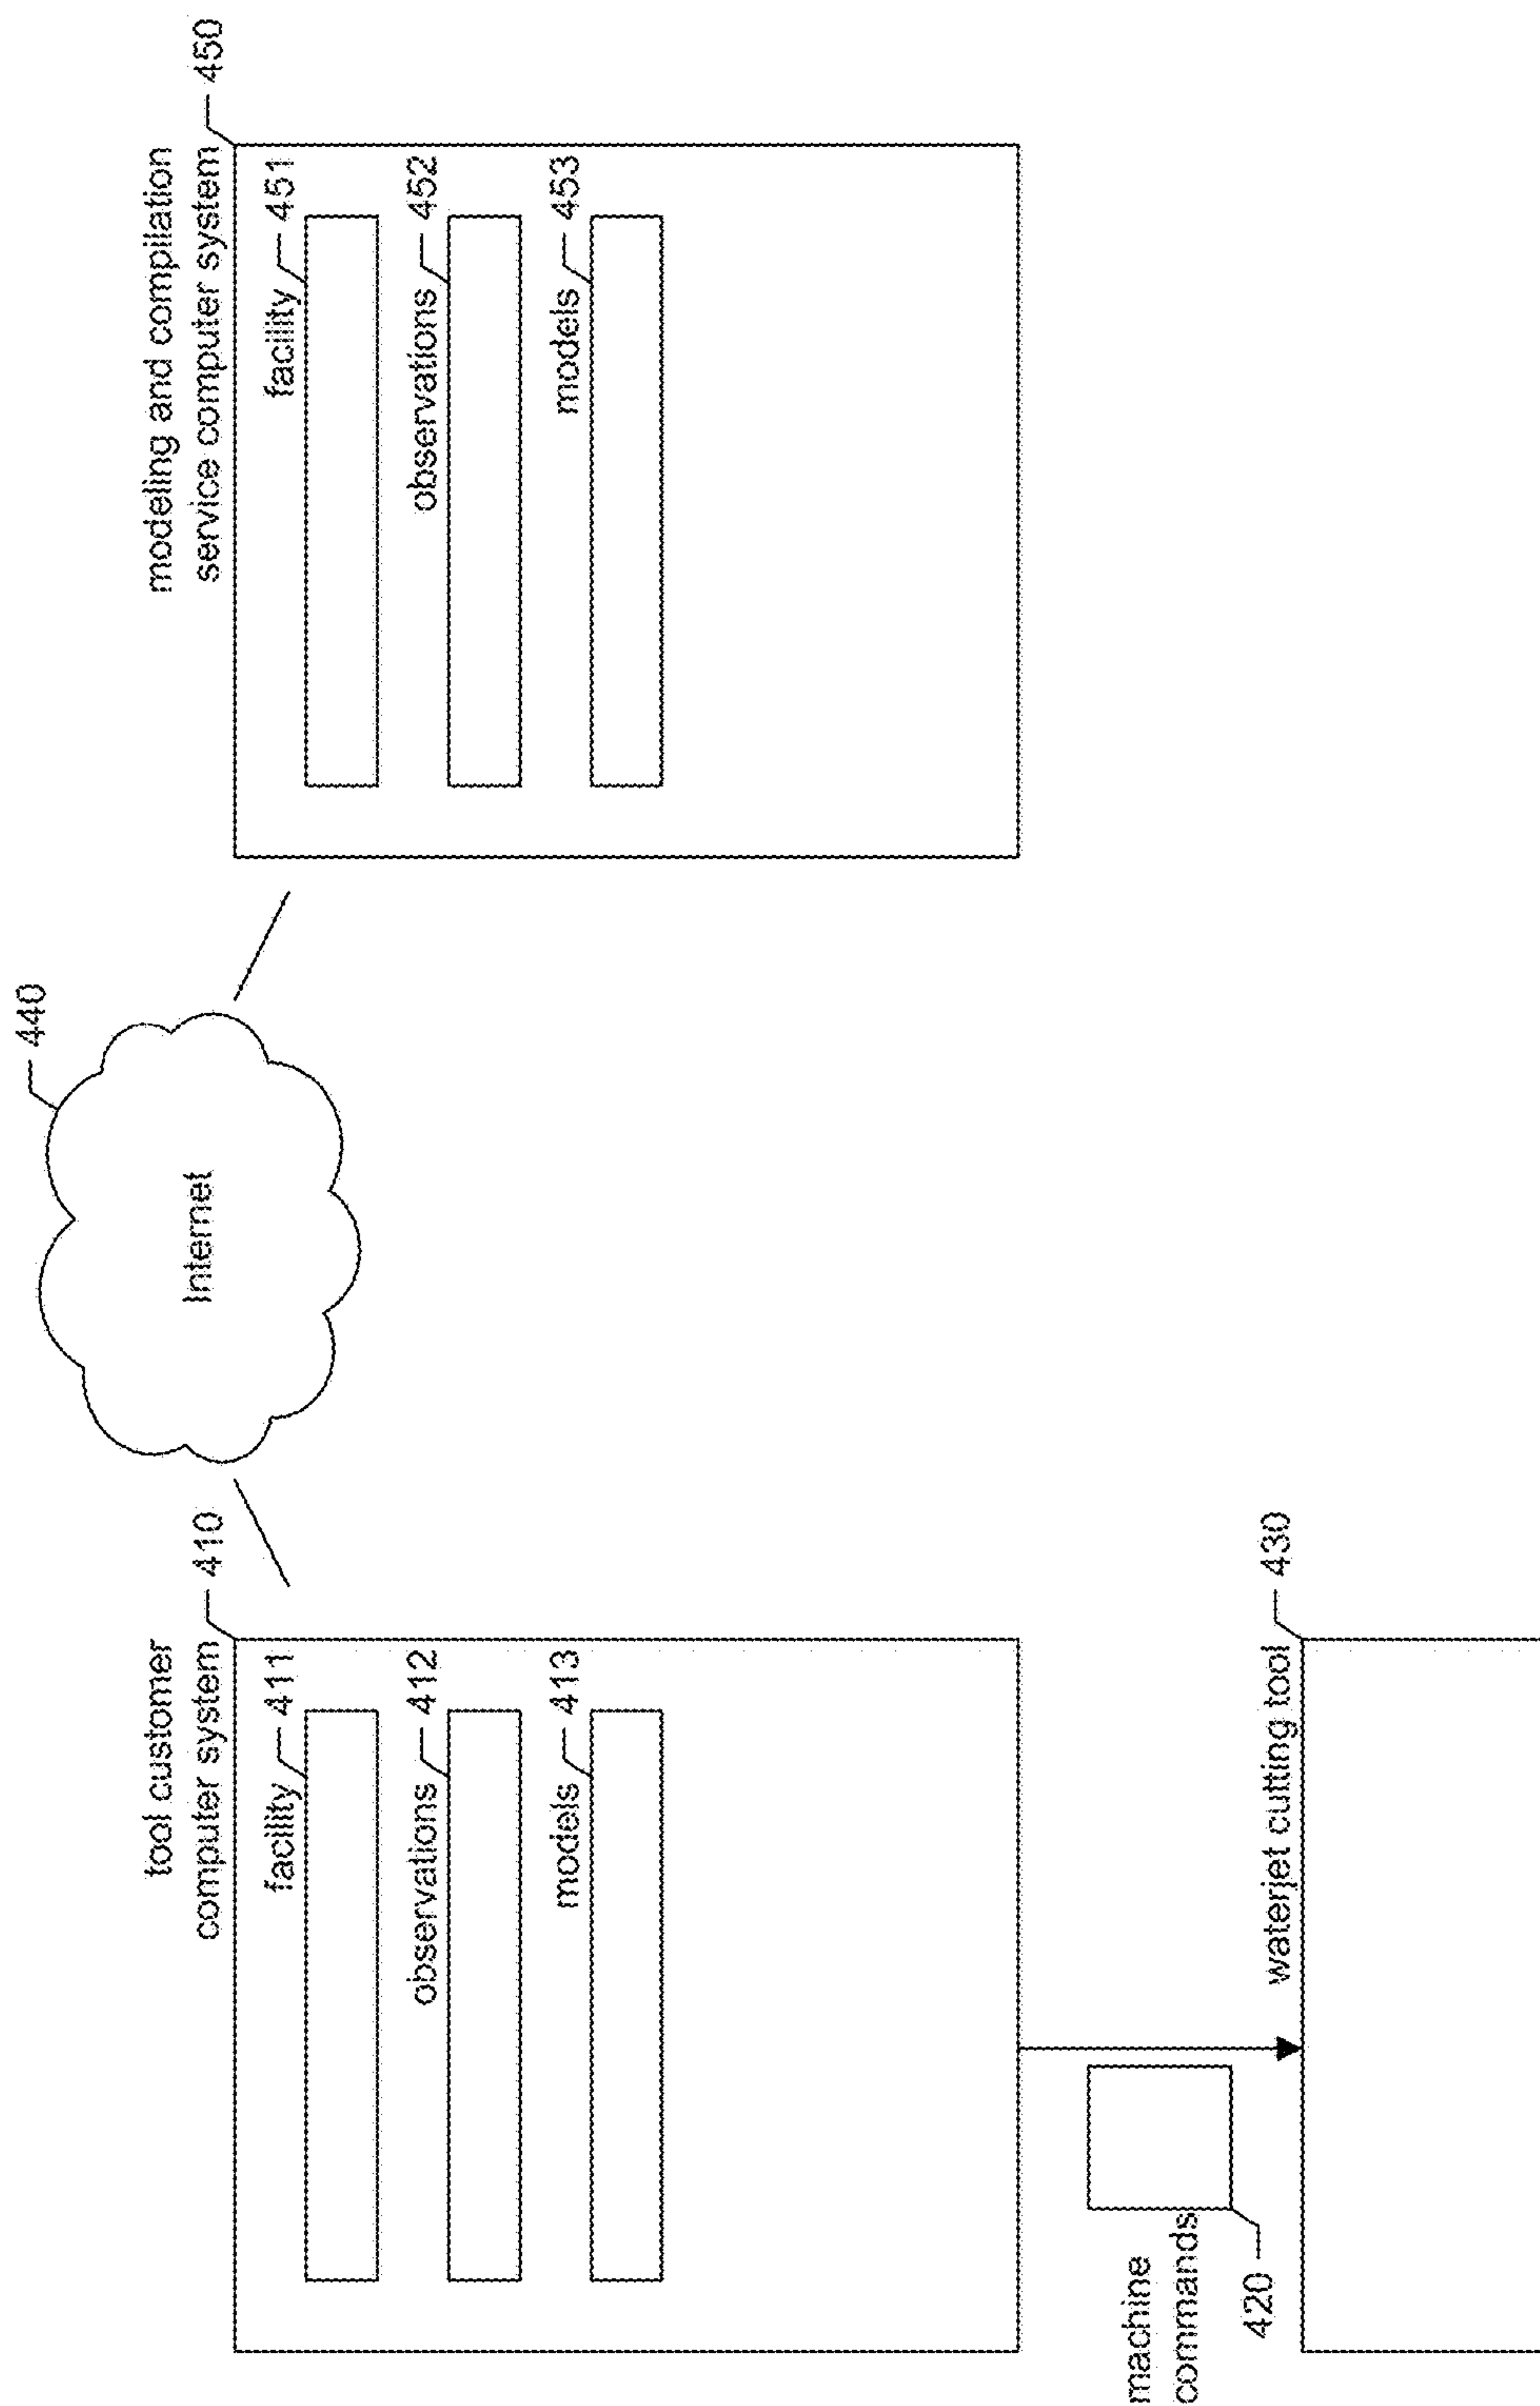 tool customer
computer system
410
facility
411
observations
412
models
413
machine
commands
420
waterjet cutting tool
430
Internet
440
modeling and compilation
service computer system
450
facility
451
observations
452
models
453